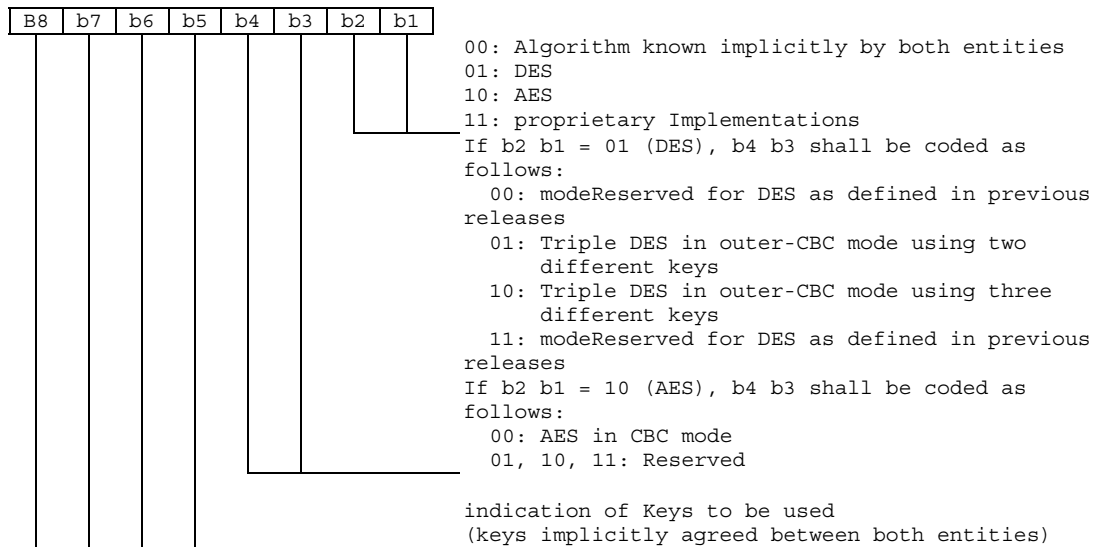 B8 b7 b6 b5 b4 b3 b2 b1
00: Algorithm known implicitly by both entities
01: DES
10: AES
11: proprietary Implementations
If b2 b1 = 01 (DES), b4 b3 shall be coded as
follows:
00: modeReserved for DES as defined in previous
releases
01: Triple DES in outer-CBC mode using two
different keys
10: Triple DES in outer-CBC mode using three
different keys
11: modeReserved for DES as defined in previous
releases
If b2 b1 = 10 (AES), b4 b3 shall be coded as
follows:
00: AES in CBC mode
01, 10, 11: Reserved
indication of Keys to be used
(keys implicitly agreed between both entities)